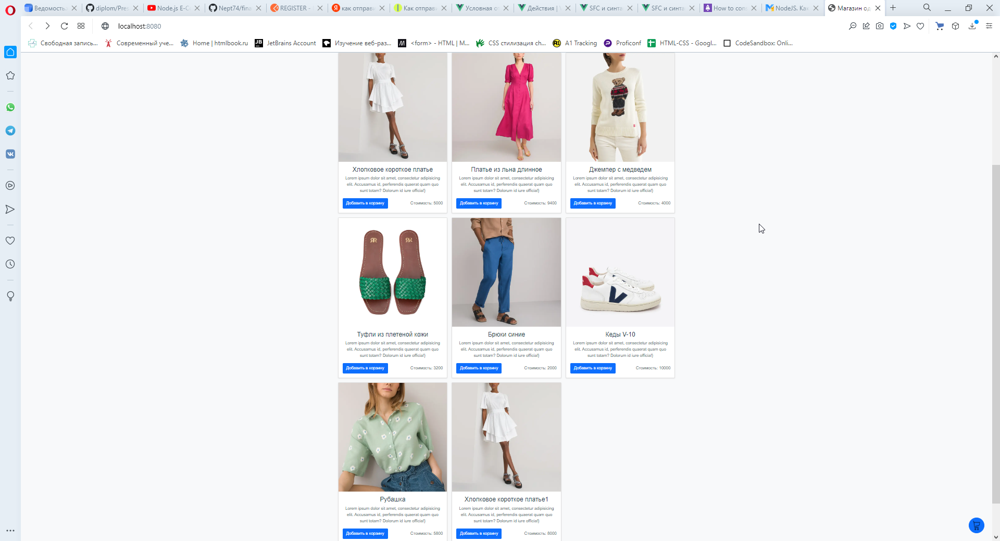 Ведомость.
diplom/Pres
Node.js E-C
Nept74/fina
REGISTER -
как отправи
Как отправ
Условная о
Действия | V
SFC и синта
SFC и синта
How to con
NodeJS. Как
Магазин од
localhost:8080
Свободная запись...
Современный уче...
Home | htmlbook.ru
JetBrains Account
Изучение веб-раз...
<form> - HTML | M...
CSS стилизация ch...
A1 Tracking
Proficonf
HTML-CSS - Googl...
CodeSandbox: Onli...
Хлопковое короткое платье
Lorem ipsum dolor sit amet, consectetur adipisicing
elit. Accusamus id, perferendis quaerat quam quo
sunt totam? Dolorum id iure officia!}
Добавить в корзину
Стоимость: 5000
Платье из льна длинное
Lorem ipsum dolor sit amet, consectetur adipisicing
elit. Accusamus id, perferendis quaerat quam quo
sunt totam? Dolorum id iure officia!}
Добавить в корзину
Стоимость: 9400
Джемпер с медведем
Lorem ipsum dolor sit amet, consectetur adipisicing
elit. Accusamus id, perferendis quaerat quam quo
sunt totam? Dolorum id iure officia!}
Добавить в корзину
Стоимость: 4000
Туфли из плетеной кожи
Lorem ipsum dolor sit amet, consectetur adipisicing
elit. Accusamus id, perferendis quaerat quam quo
sunt totam? Dolorum id iure officia!}
Добавить в корзину
Стоимость: 3200
Брюки синие
Lorem ipsum dolor sit amet, consectetur adipisicing
elit. Accusamus id, perferendis quaerat quam quo
sunt totam? Dolorum id iure officia!}
Добавить в корзину
Стоимость: 2000
V
Кеды V-10
Lorem ipsum dolor sit amet, consectetur adipisicing
elit. Accusamus id, perferendis quaerat quam quo
sunt totam? Dolorum id iure officia!}
Добавить в корзину
Стоимость: 10000
Рубашка
Lorem ipsum dolor sit amet, consectetur adipisicing
elit. Accusamus id, perferendis quaerat quam quo
sunt totam? Dolorum id iure officia!}
Добавить в корзину
Стоимость: 5800
Хлопковое короткое платье1
Lorem ipsum dolor sit amet, consectetur adipisicing
elit. Accusamus id, perferendis quaerat quam quo
sunt totam? Dolorum id iure officia!}
Добавить в корзину
Стоимость: 8000